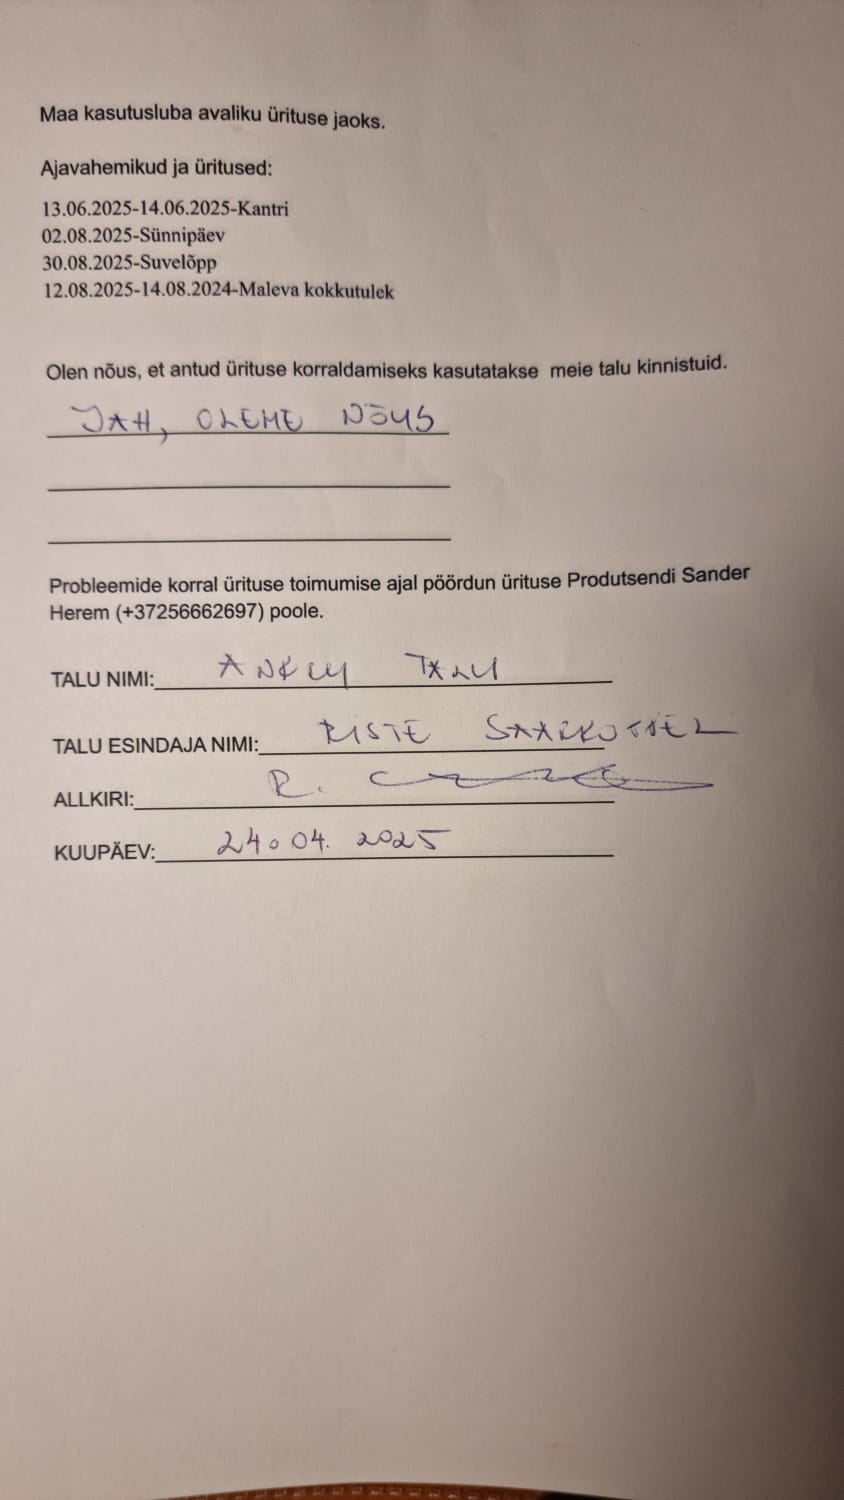 Maa kasutusluba avaliku ürituse jaoks.
Ajavahemikud ja üritused:
13.06.2025-14.06.2025-Kantri
02.08.2025-Sünnipäev
30.08.2025-Suvelõpp
12.08.2025-14.08.2024-Maleva kokkutulek
Olen nõus, et antud ürituse korraldamiseks kasutatakse meie talu kinnistuid.
JAH, OLEME NÕUS
Probleemide korral ürituse toimumise ajal pöördun ürituse Produtsendi Sander
Herem (+37256662697) poole.
TALU NIMI: TALU
TALU ESINDAJA NIMI: RISTE
ALLKIRI: R.
KUUPÄEV: 24.04.2025